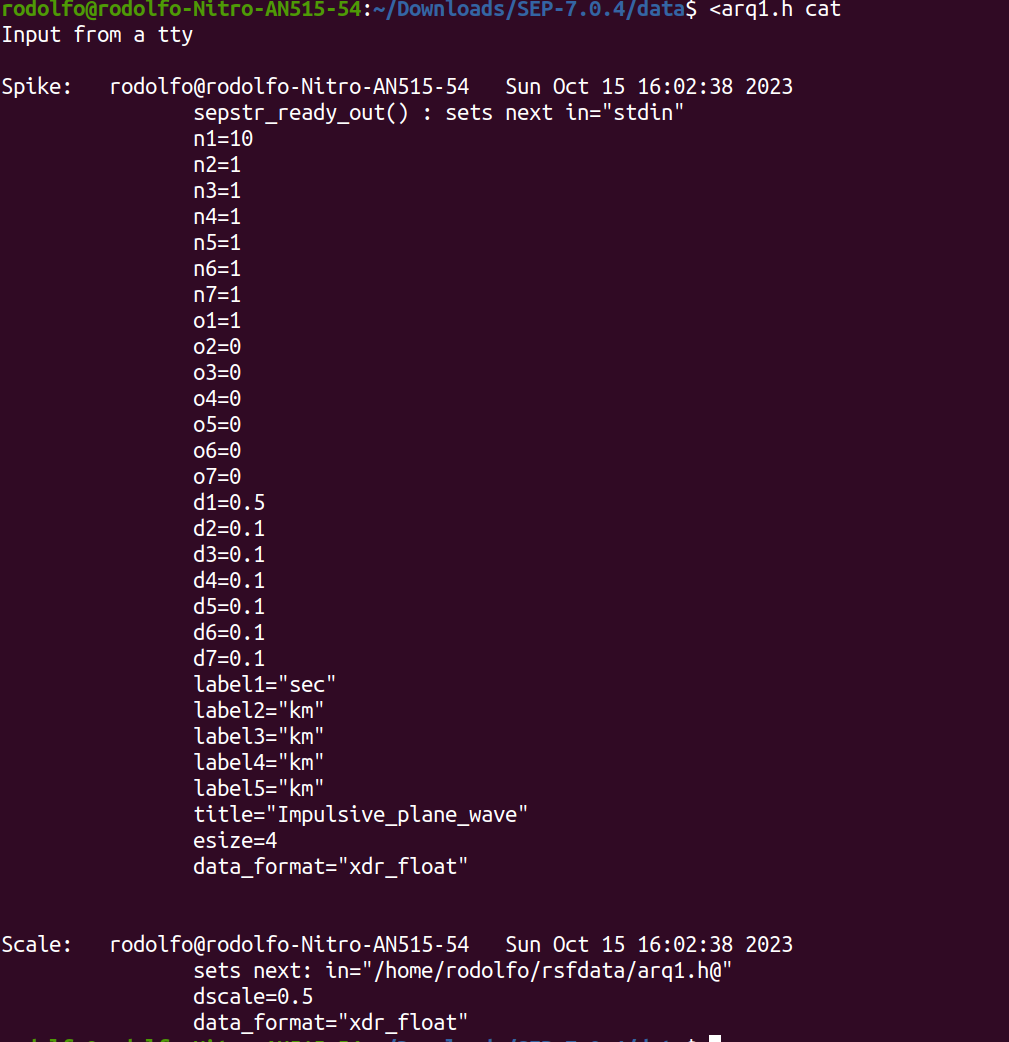 rodolfo@rodolfo-Nitro-AN515-54:~/Downloads/SEP-7.0.4/data$ <arq1.h cat
Input from a tty
Spike:   rodolfo@rodolfo-Nitro-AN515-54   Sun Oct 15 16:02:38 2023
sepstr_ready_out() : sets next in="stdin"
n1=10
n2=1
n3=1
n4=1
n5=1
n6=1
n7=1
o1=1
o2=0
o3=0
o4=0
o5=0
o6=0
o7=0
d1=0.5
d2=0.1
d3=0.1
d4=0.1
d5=0.1
d6=0.1
d7=0.1
label1="sec"
label2="km"
label3="km"
label4="km"
label5="km"
title="Impulsive_plane_wave"
esize=4
data_format="xdr_float"
Scale:   rodolfo@rodolfo-Nitro-AN515-54   Sun Oct 15 16:02:38 2023
sets next: in="/home/rodolfo/rsfdata/arq1.h@"
dscale=0.5
data_format="xdr_float"